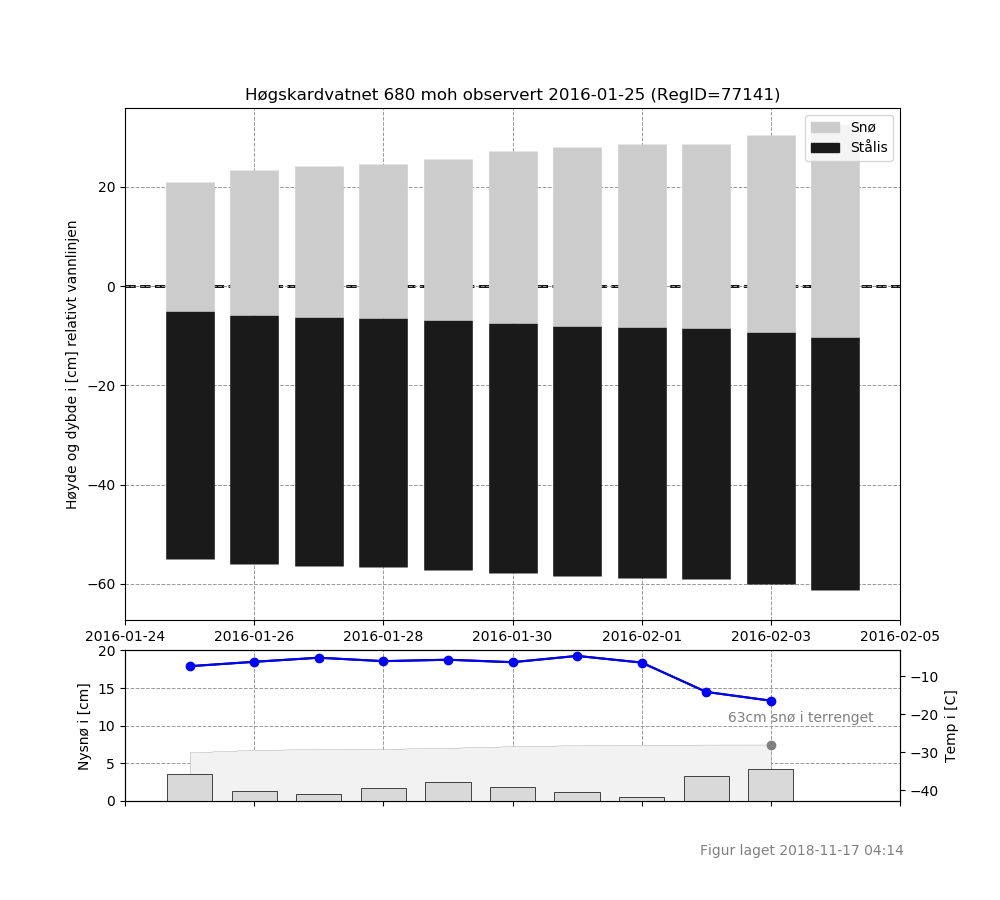 Høgskardvatnet 680 moh observert 2016-01-25 (RegID=77141)
Snø
Stålis
Høyde og dybde i [cm] relativt vannlinjen
20
0
−20
−40
−60
2016-01-24 2016-01-26 2016-01-28 2016-01-30 2016-02-01 2016-02-03 2016-02-05
Nysnø i [cm]
20
15
10
5
0
63cm snø i terrenget
−10
−20
−30
−40
Temp i [C]
Figur laget 2018-11-17 04:14